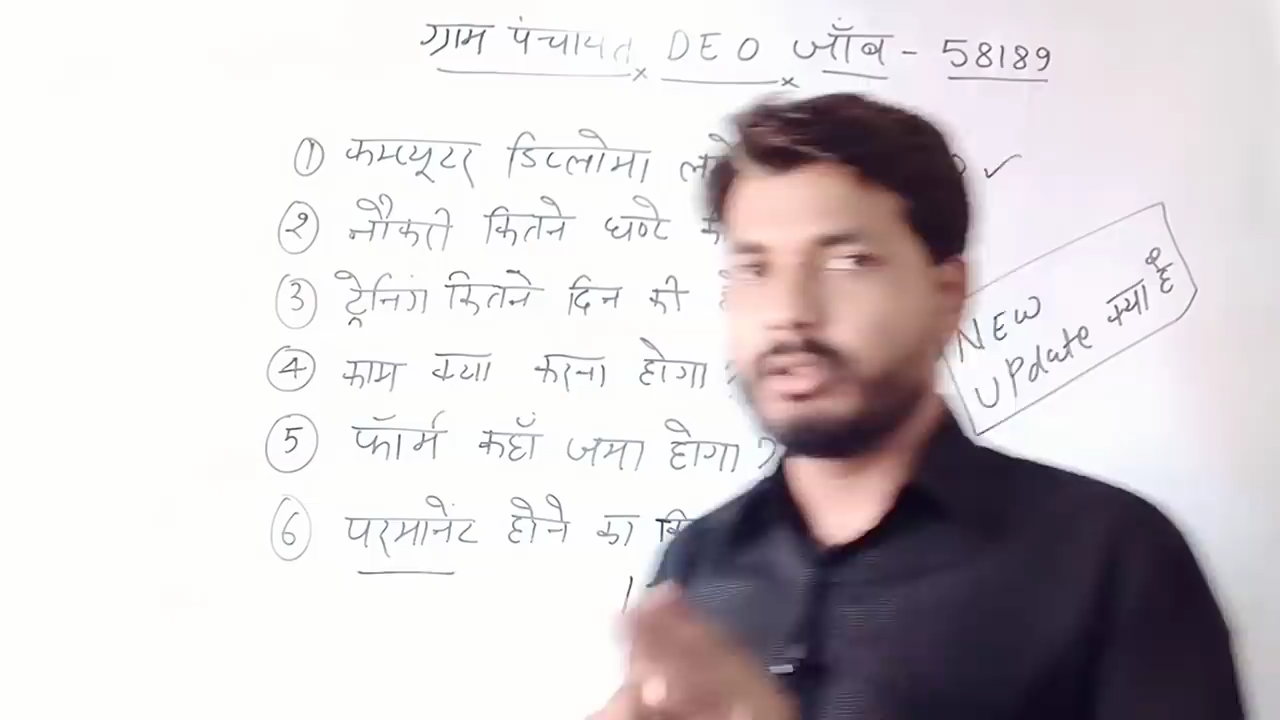 ग्राम पंचायत DEO जॉब - 58189
① कम्प्यूटर डिप्लोमा
② नौकरी कितने घण्टे
③ ट्रेनिंग कितने दिन की
④ काम क्या करना होगा ?
⑤ फॉर्म कहाँ जमा होगा ?
⑥ परमानेंट होने का
NEW
UPdate क्या है